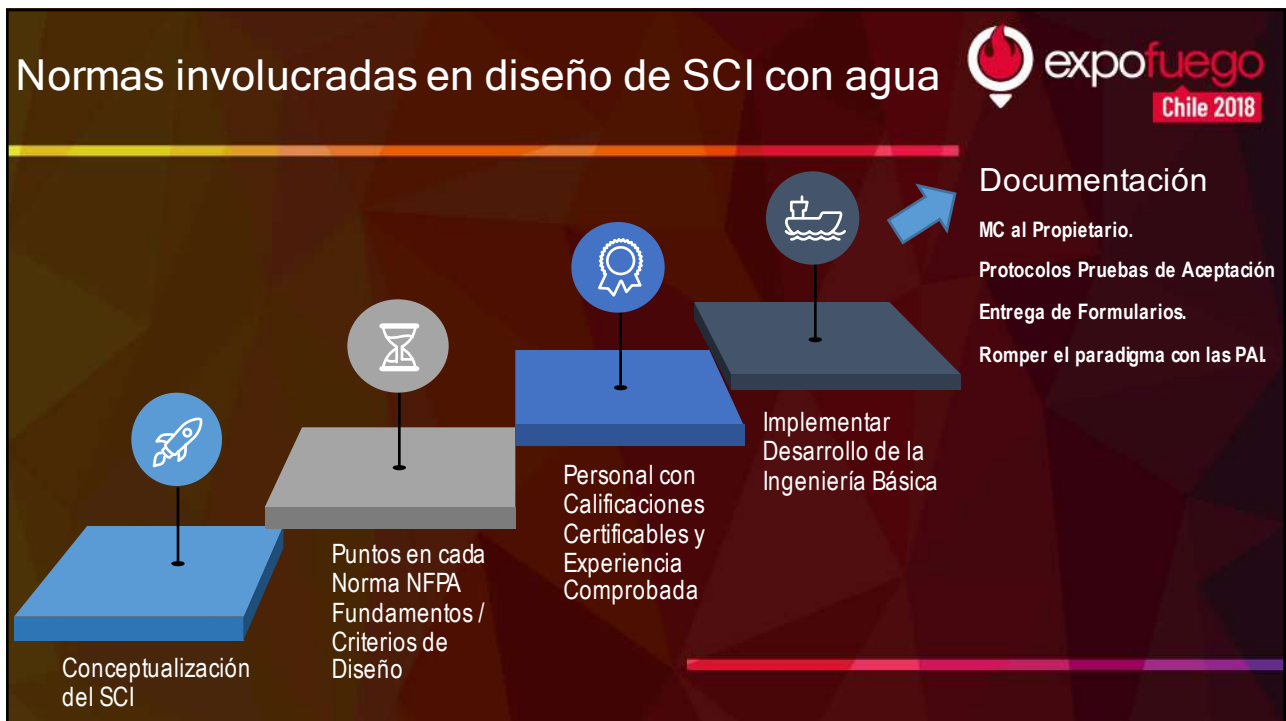 Normas involucradas en diseño de SCI con agua
expofuego
Chile 2018
Documentación
MC al Propietario.
Protocolos Pruebas de Aceptación
Entrega de Formularios.
Romper el paradigma con las PAI.
Implementar
Desarrollo de la
Ingeniería Básica
Personal con
Calificaciones
Certificables y
Experiencia
Comprobada
Puntos en cada
Norma NFPA
Fundamentos /
Criterios de
Diseño
Conceptualización
del SCI